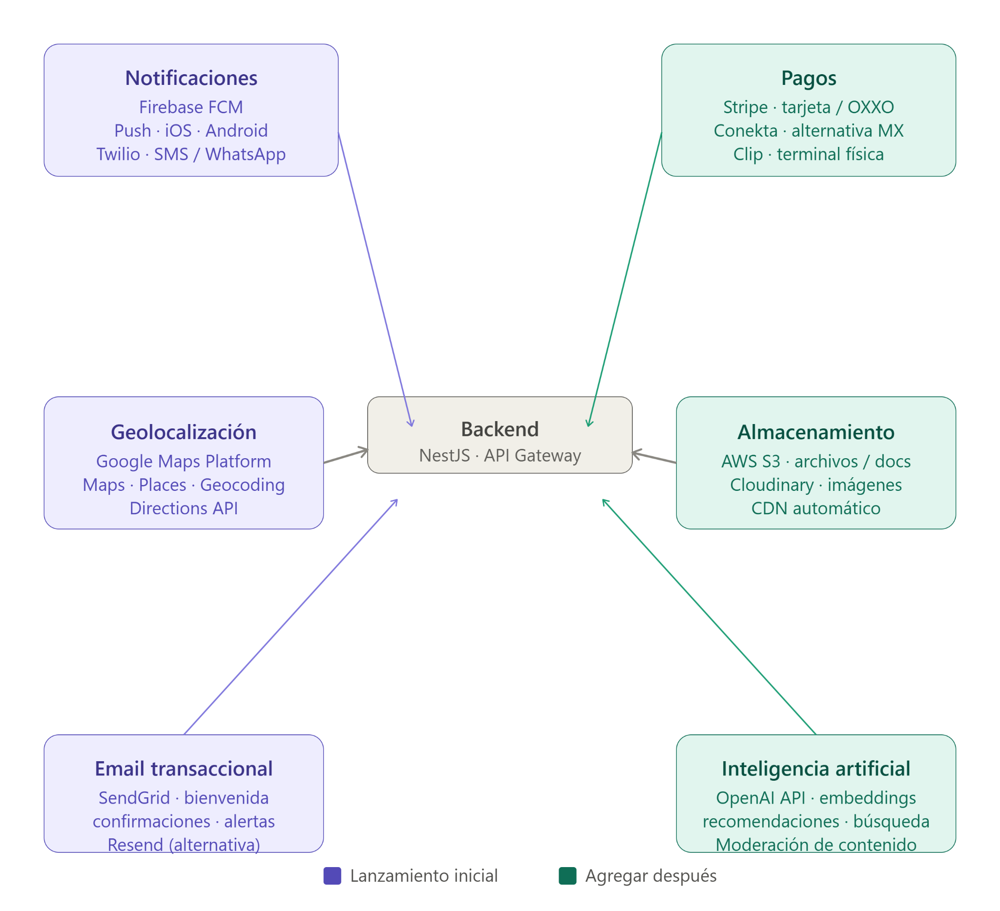 Notificaciones
Firebase FCM
Push · iOS · Android
Twilio · SMS / WhatsApp
Pagos
Stripe · tarjeta / OXXO
Conekta · alternativa MX
Clip · terminal física
Geolocalización
Google Maps Platform
Maps · Places · Geocoding
Directions API
Backend
NestJS · API Gateway
Almacenamiento
AWS S3 · archivos / docs
Cloudinary · imágenes
CDN automático
Email transaccional
SendGrid · bienvenida
confirmaciones · alertas
Resend (alternativa)
Inteligencia artificial
OpenAI API · embeddings
recomendaciones · búsqueda
Moderación de contenido
Lanzamiento inicial
Agregar después